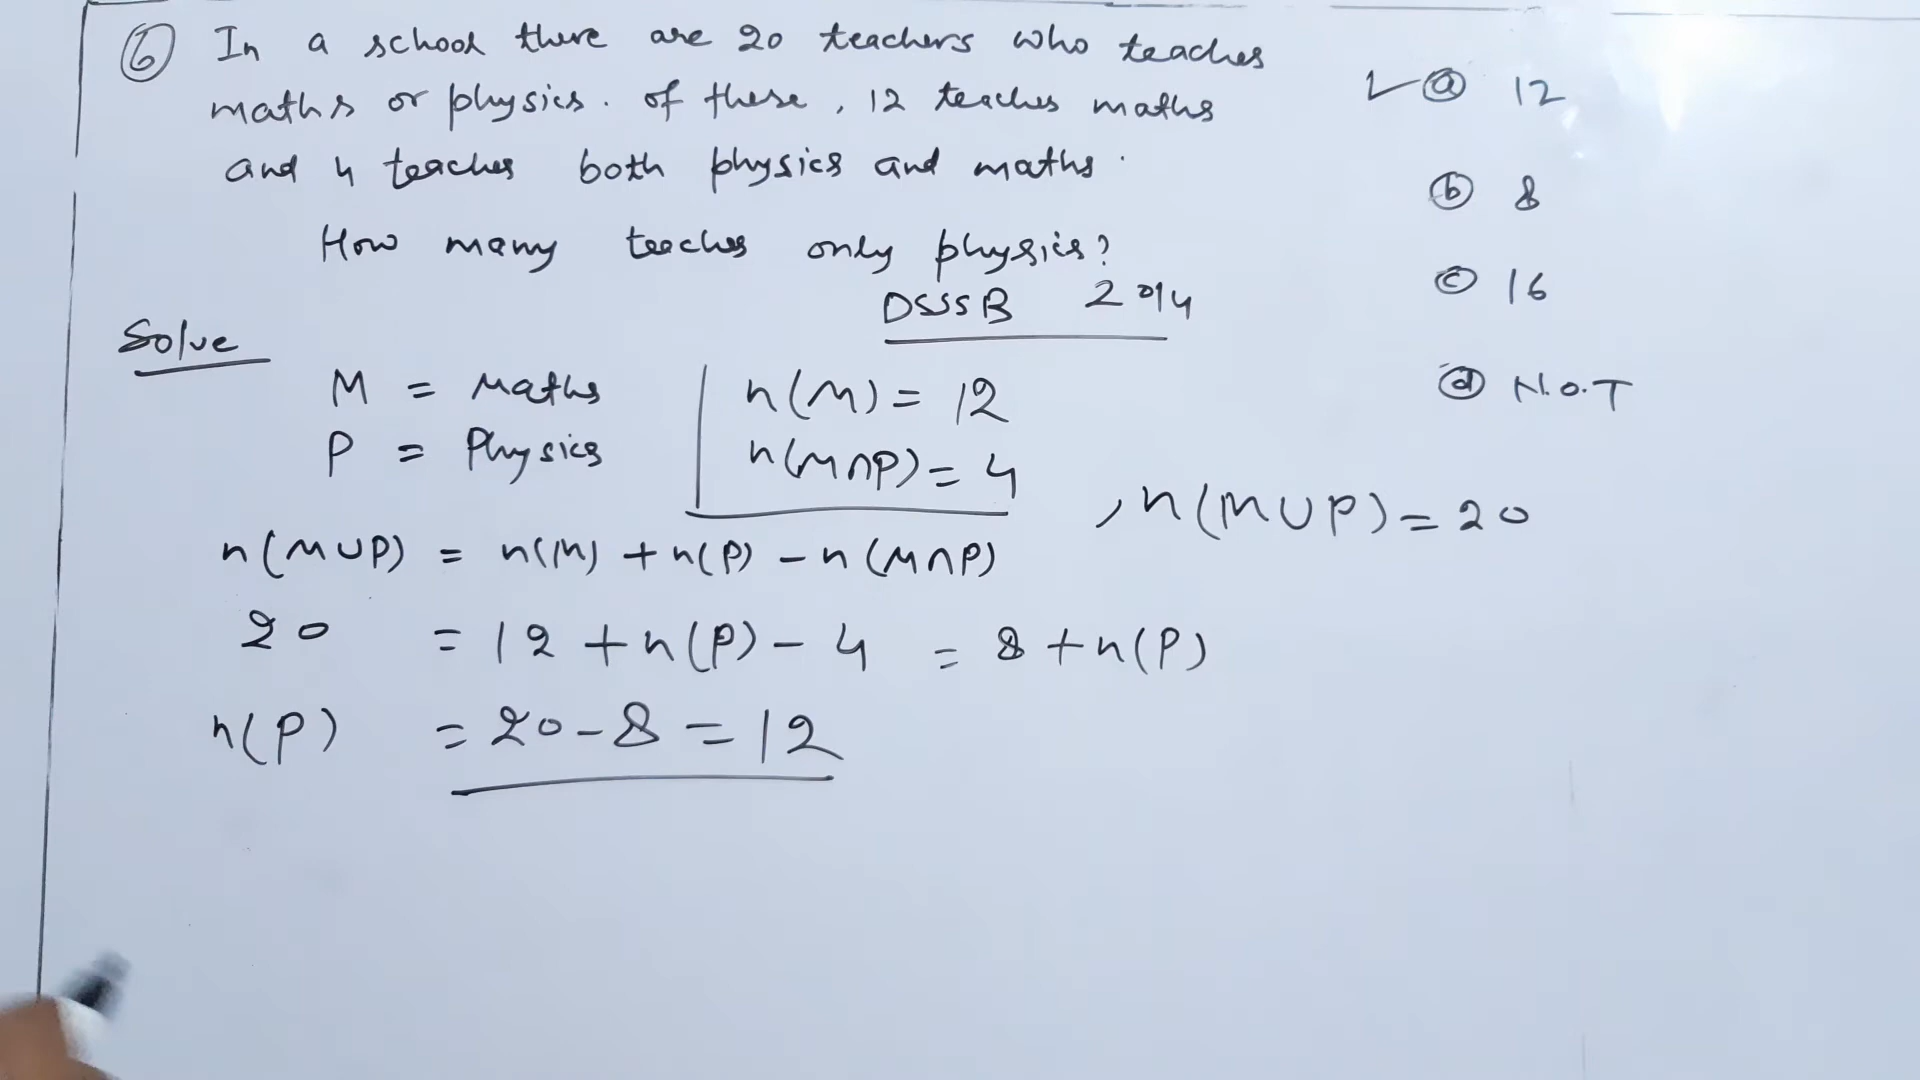 6 In a school there are 20 teachers who teaches
maths or physics. of these, 12 teaches maths
and 4 teaches both physics and maths.
How many teaches only physics?
DSSSB 2014
✓ a 12
b 8
c 16
d N.O.T
Solve
M = Maths
P = Physics
n(M) = 12
n(M∩P) = 4
, n(M∪P) = 20
n(M∪P) = n(M) + n(P) - n(M∩P)
20 = 12 + n(P) - 4 = 8 + n(P)
n(P) = 20 - 8 = 12